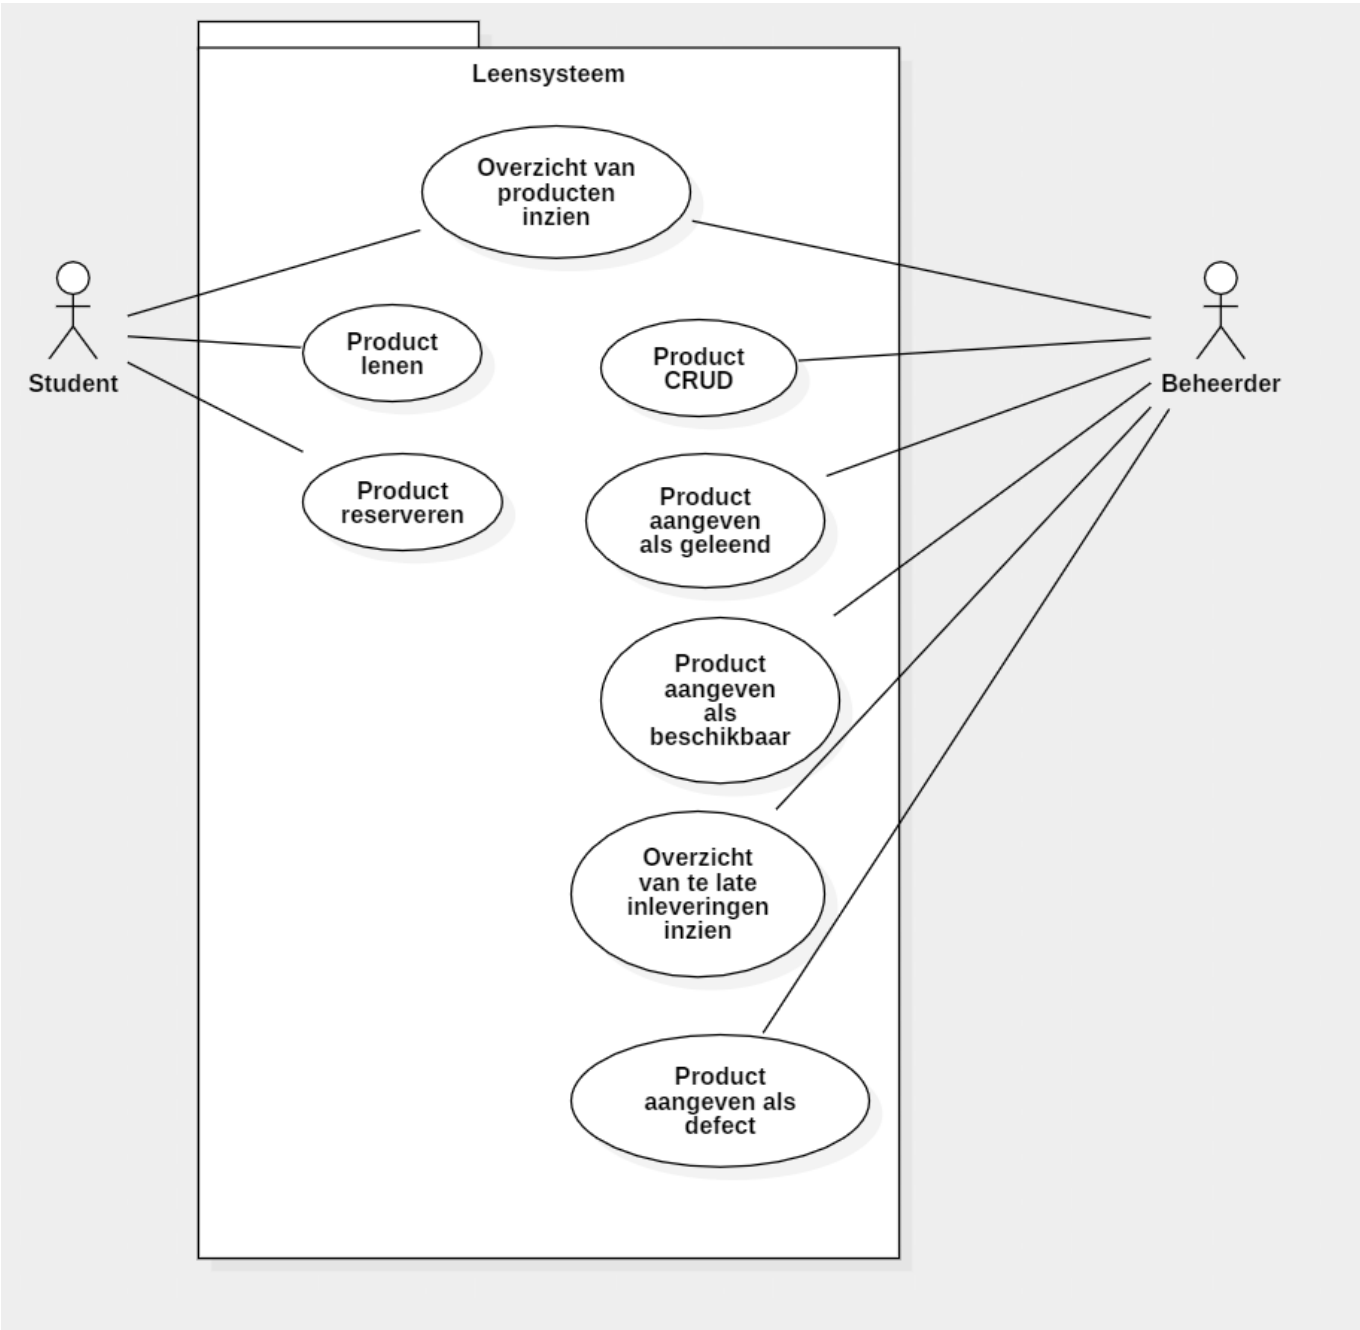 Leensysteem
Overzicht van
producten
inzien
Student
Product
lenen
Product
CRUD
Beheerder
Product
reserveren
Product
aangeven
als geleend
Product
aangeven
als
beschikbaar
Overzicht
van te late
inleveringen
inzien
Product
aangeven als
defect